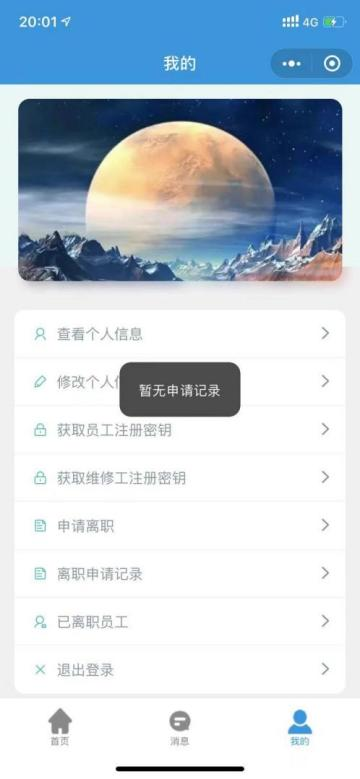 20:01
4G
我的
查看个人信息
修改个人信
暂无申请记录
获取员工注册密钥
获取维修工注册密钥
申请离职
离职申请记录
已离职员工
退出登录
首页
消息
我的